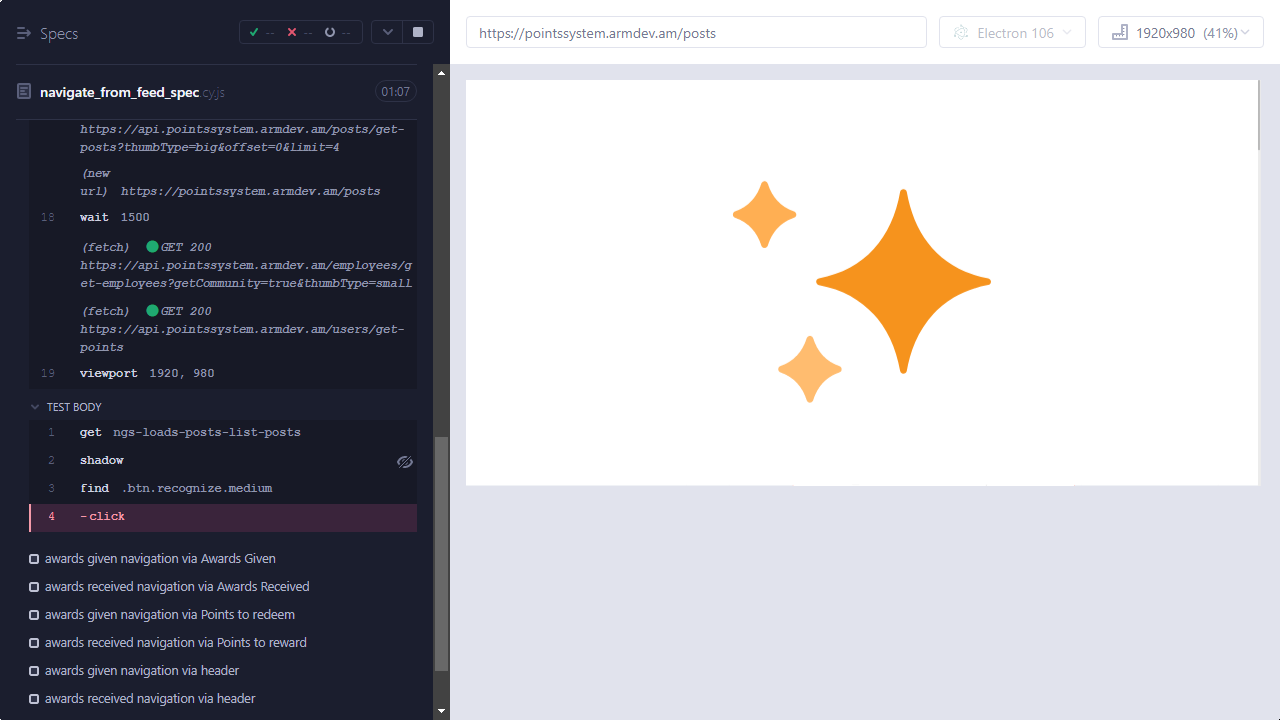 Specs
--
--
--
https://pointssystem.armdev.am/posts
Electron 106
1920x980 (41%)
navigate_from_feed_spec.cy.js
01:07
https://api.pointssystem.armdev.am/posts/get-
posts?thumbType=big&offset=0&limit=4
(new
url) https://pointssystem.armdev.am/posts
18 wait 1500
(fetch) GET 200
https://api.pointssystem.armdev.am/employees/g
et-employees?getCommunity=true&thumbType=small
(fetch) GET 200
https://api.pointssystem.armdev.am/users/get-
points
19 viewport 1920, 980
TEST BODY
1 get ngs-loads-posts-list-posts
2 shadow
3 find .btn.recognize.medium
4 -click
awards given navigation via Awards Given
awards received navigation via Awards Received
awards given navigation via Points to redeem
awards received navigation via Points to reward
awards given navigation via header
awards received navigation via header